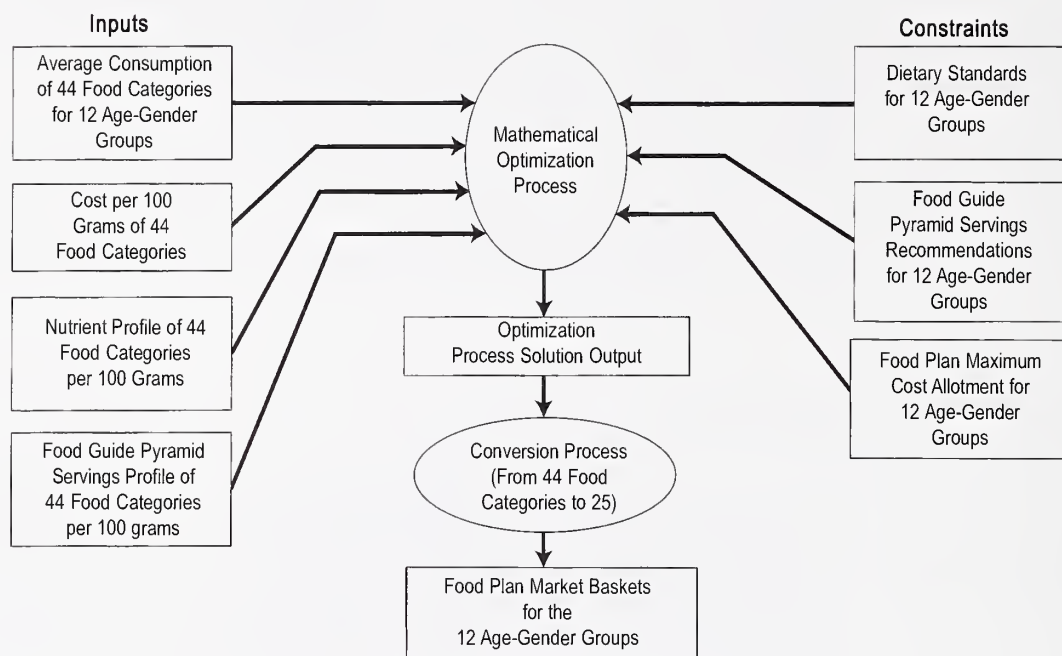 Inputs
Average Consumption
of 44 Food Categories
for 12 Age-Gender
Groups
Cost per 100
Grams of 44
Food Categories
Nutrient Profile of 44
Food Categories
per 100 Grams
Food Guide Pyramid
Servings Profile of
44 Food Categories
per 100 grams
Mathematical
Optimization
Process
Optimization
Process Solution Output
Conversion Process
(From 44 Food
Categories to 25)
Food Plan Market Baskets
for the
12 Age-Gender Groups
Constraints
Dietary Standards
for 12 Age-Gender
Groups
Food Guide
Pyramid Servings
Recommendations
for 12 Age-Gender
Groups
Food Plan Maximum
Cost Allotment for
12 Age-Gender
Groups